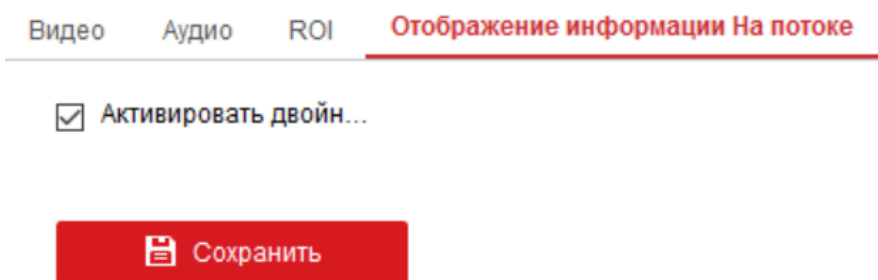 Видео Аудио ROI Отображение информации На потоке
Активировать двойн...
Сохранить